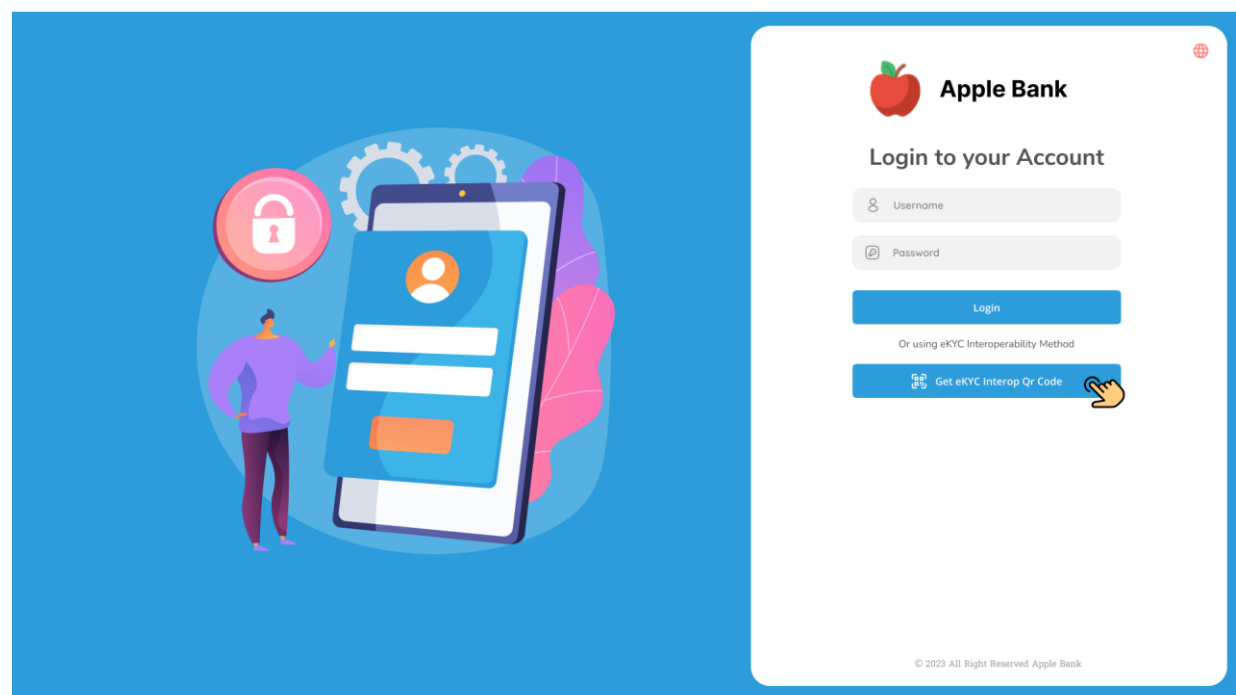 Apple Bank
Login to your Account
Username
Password
Login
Or using eKYC Interoperability Method
Get eKYC Interop Qr Code
© 2023 All Right Reserved Apple Bank